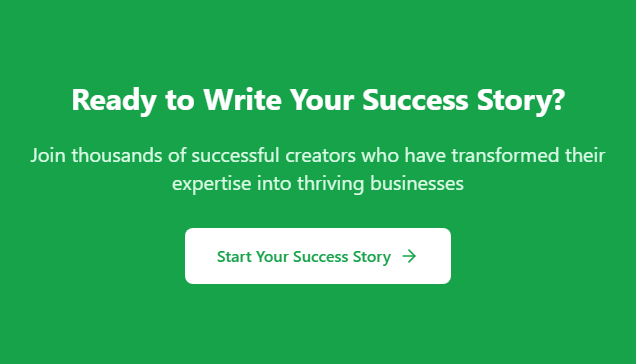 Ready to Write Your Success Story?
Join thousands of successful creators who have transformed their
expertise into thriving businesses
Start Your Success Story →